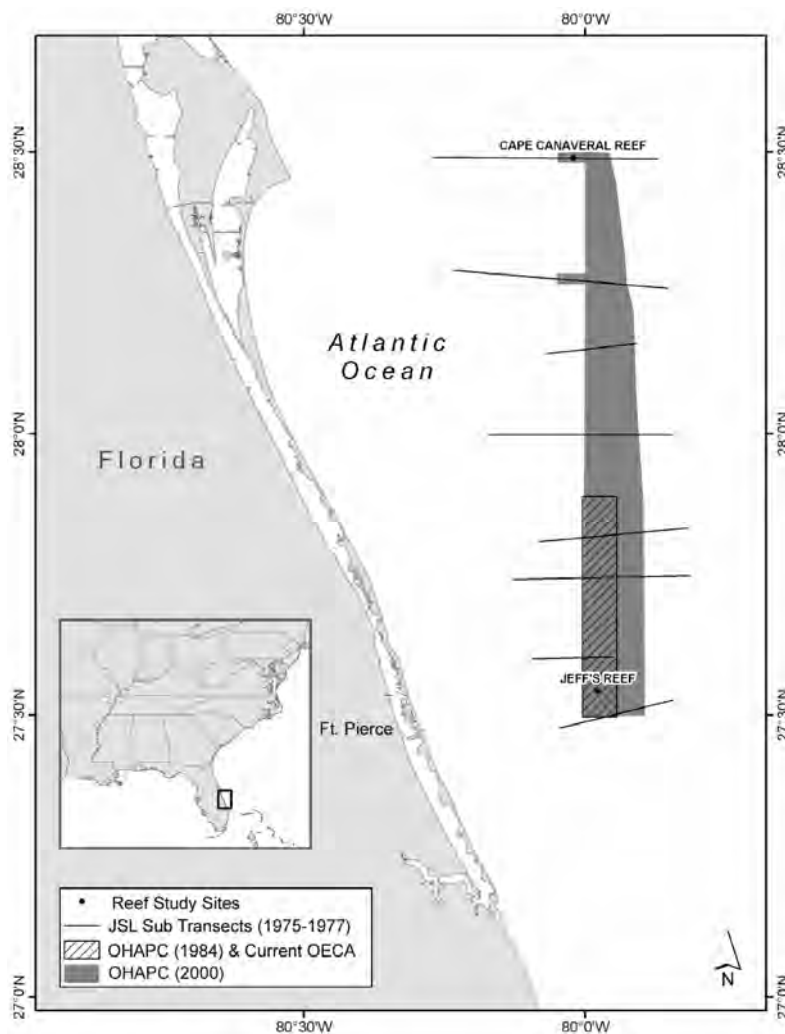 80°30'W
80°0'W
28°30'N
28°30'N
CAPE CANAVERAL REEF
Atlantic
Ocean
28°0'N
28°0'N
Florida
JEFF'S REEF
27°30'N
27°30'N
Ft. Pierce
Reef Study Sites
JSL Sub Transects (1975-1977)
OHAPC (1984) & Current OECA
OHAPC (2000)
N
27°0'N
27°0'N
80°30'W
80°0'W